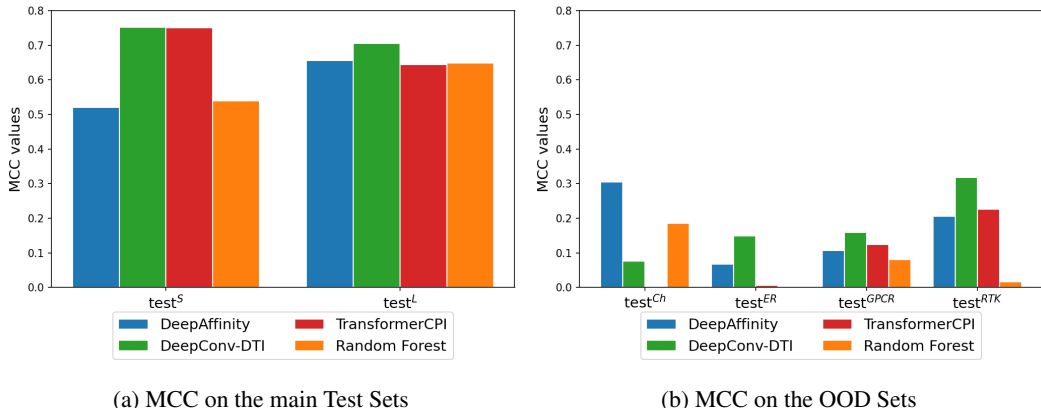 0.8
0.7
0.6
0.5
0.4
0.3
0.2
0.1
0.0
MCC values
test^S test^L
DeepAffinity TransformerCPI
DeepConv-DTI Random Forest
(a) MCC on the main Test Sets
0.8
0.7
0.6
0.5
0.4
0.3
0.2
0.1
0.0
MCC values
test^Ch test^ER test^GPCR test^RTK
DeepAffinity TransformerCPI
DeepConv-DTI Random Forest
(b) MCC on the OOD Sets